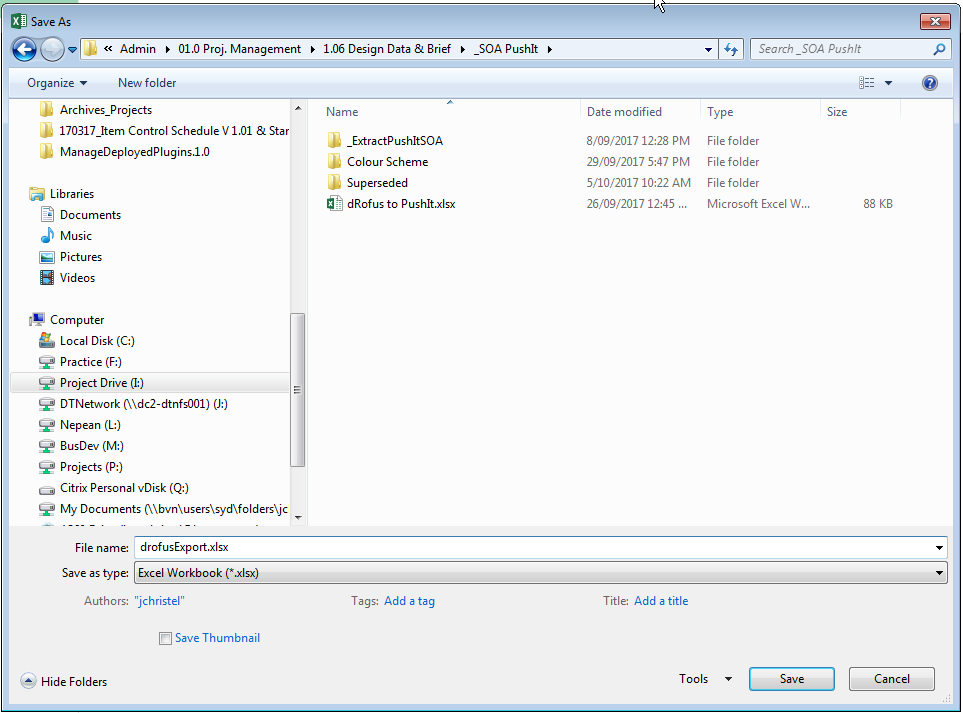 Save As
« Admin 01.0 Proj. Management 1.06 Design Data & Brief _SOA PushIt
Search _SOA PushIt
Organize New folder
Name Date modified Type Size
Archives_Projects
170317_Item Control Schedule V 1.01 & Star
ManageDeployedPlugins.1.0
Libraries
Documents
Music
Pictures
Videos
Computer
Local Disk (C:)
Practice (F:)
Project Drive (I:)
DTNetwork (\\dc2-dtnfs001) (J:)
Nepean (L:)
BusDev (M:)
Projects (P:)
Citrix Personal vDisk (Q:)
My Documents (\\bvn\users\syd\folders\jc
_ExtractPushItSOA 8/09/2017 12:28 PM File folder
Colour Scheme 29/09/2017 5:47 PM File folder
Superseded 5/10/2017 10:22 AM File folder
dRofus to PushIt.xlsx 26/09/2017 12:45 ... Microsoft Excel W... 88 KB
File name: drofusExport.xlsx
Save as type: Excel Workbook (*.xlsx)
Authors: "jchristel" Tags: Add a tag Title: Add a title
Save Thumbnail
Hide Folders Tools Save Cancel